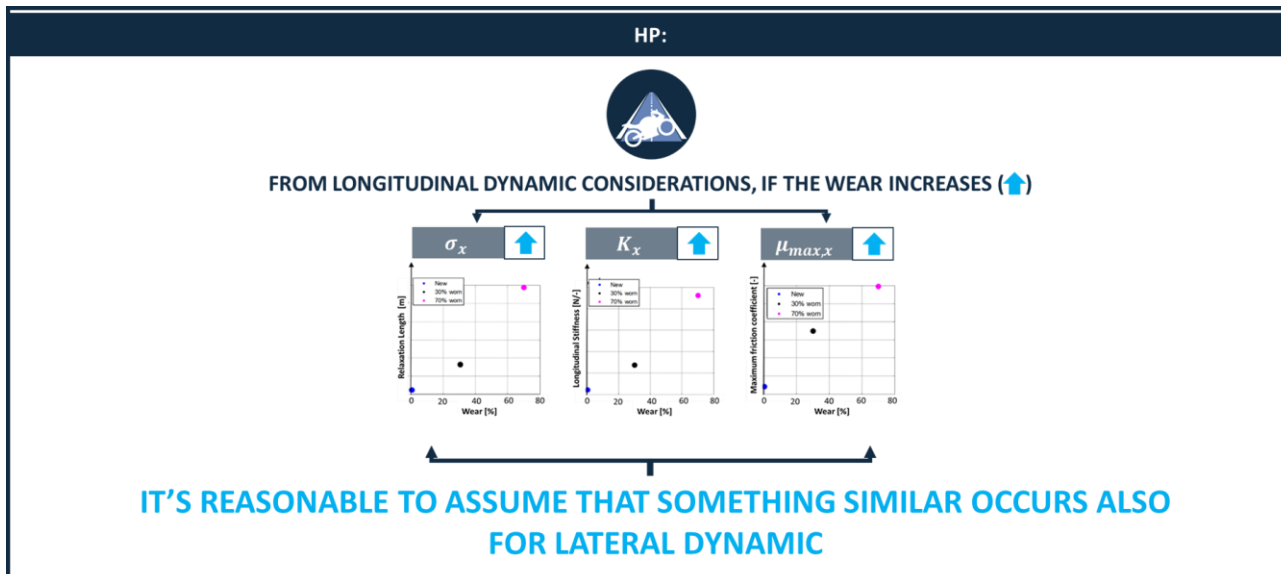 HP:
FROM LONGITUDINAL DYNAMIC CONSIDERATIONS, IF THE WEAR INCREASES (⬆)
σₓ
Kₓ
μₘₐₓ,ₓ
Relaxation Length [m]
New
30% worn
70% worn
0 20 40 60 80
Wear [%]
Longitudinal Stiffness [N/-]
New
30% worn
70% worn
0 20 40 60 80
Wear [%]
Maximum friction coefficient [-]
New
30% worn
70% worn
0 20 40 60 80
Wear [%]
IT’S REASONABLE TO ASSUME THAT SOMETHING SIMILAR OCCURS ALSO
FOR LATERAL DYNAMIC